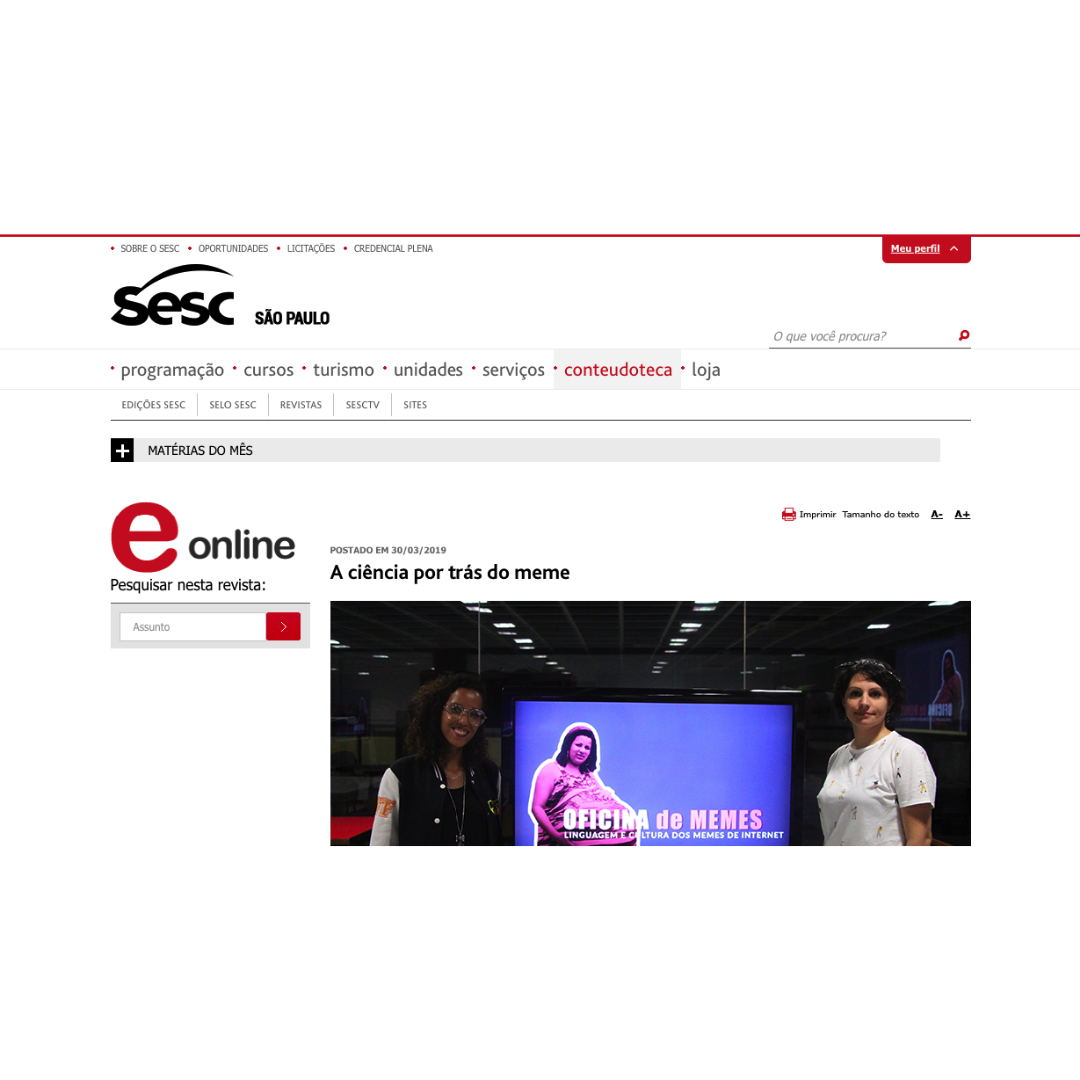 SOBRE O SESC OPORTUNIDADES LICITAÇÕES CREDENCIAL PLENA
Meu perfil
Sesc SÃO PAULO
O que você procura?
programação cursos turismo unidades serviços conteudoteca loja
EDIÇÕES SESC SELO SESC REVISTAS SESCTV SITES
MATÉRIAS DO MÊS
e online
Imprimir Tamanho do texto A- A+
POSTADO EM 30/03/2019
A ciência por trás do meme
Pesquisar nesta revista:
Assunto
OFICINA de MEMES
LINGUAGEM E CULTURA DOS MEMES DE INTERNET